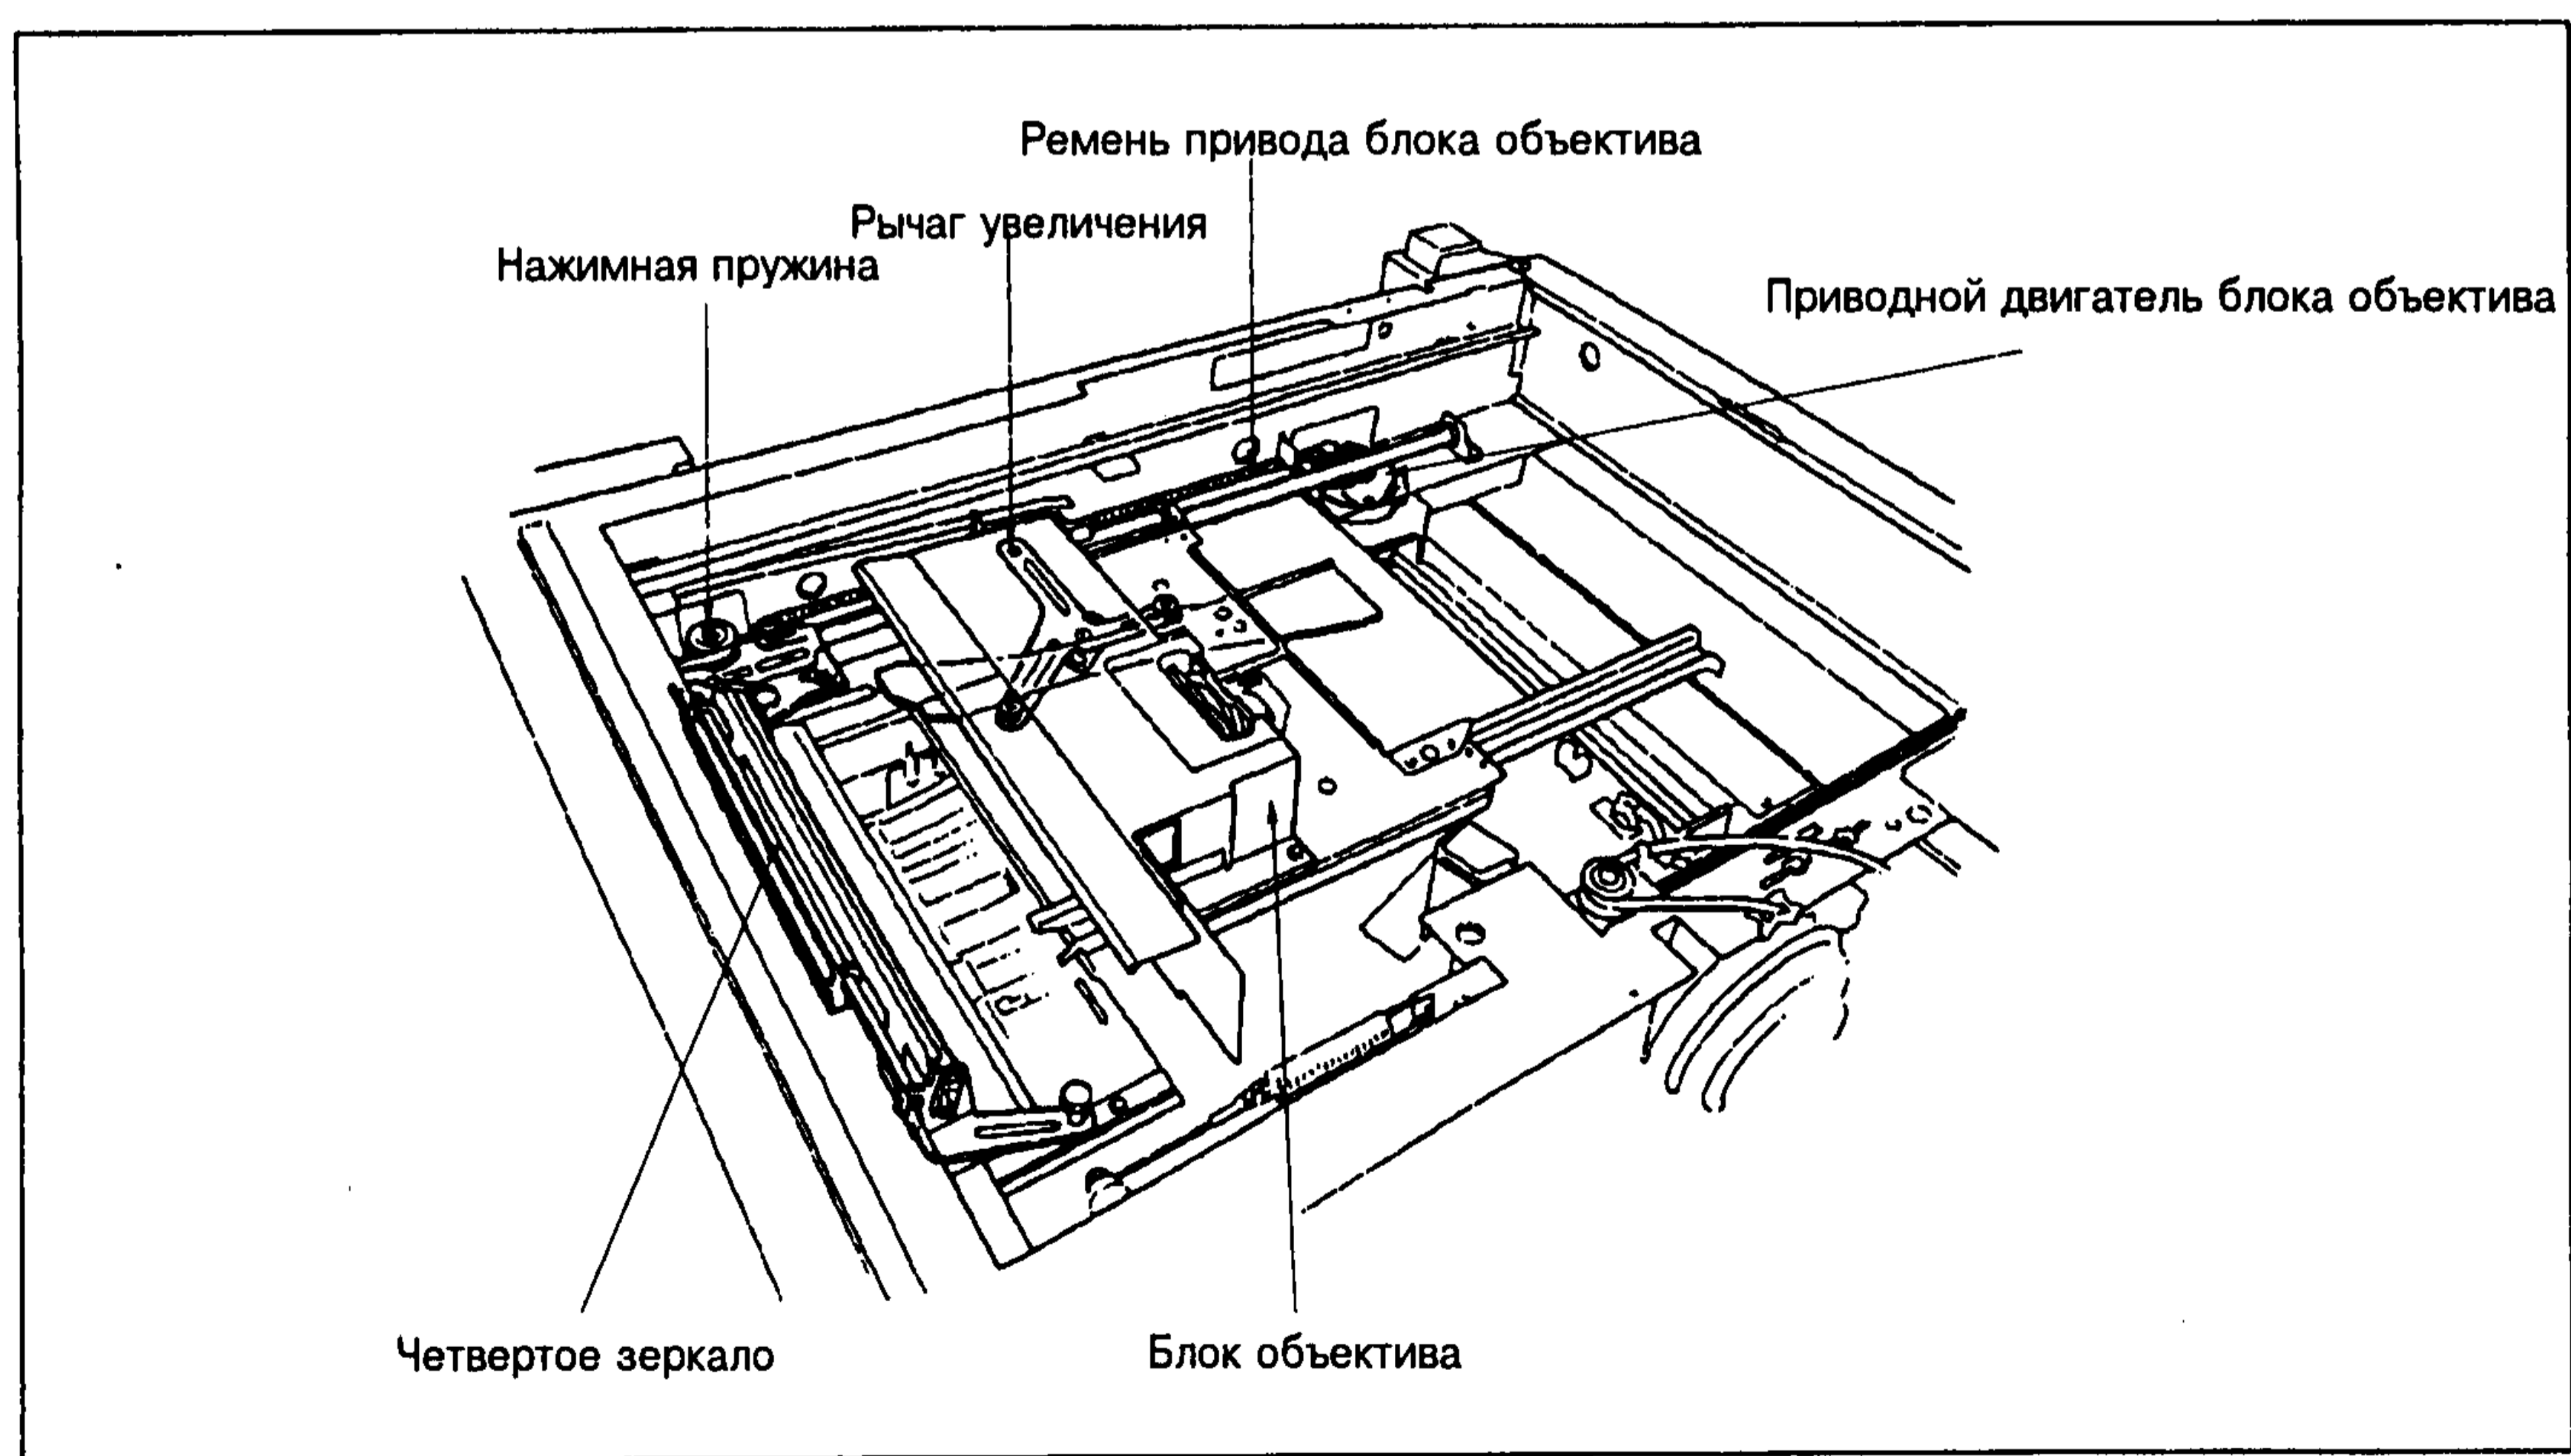 Ремень привода блока объектива
Рычаг увеличения
Нажимная пружина
Приводной двигатель блока объектива
Четвертое зеркало
Блок объектива